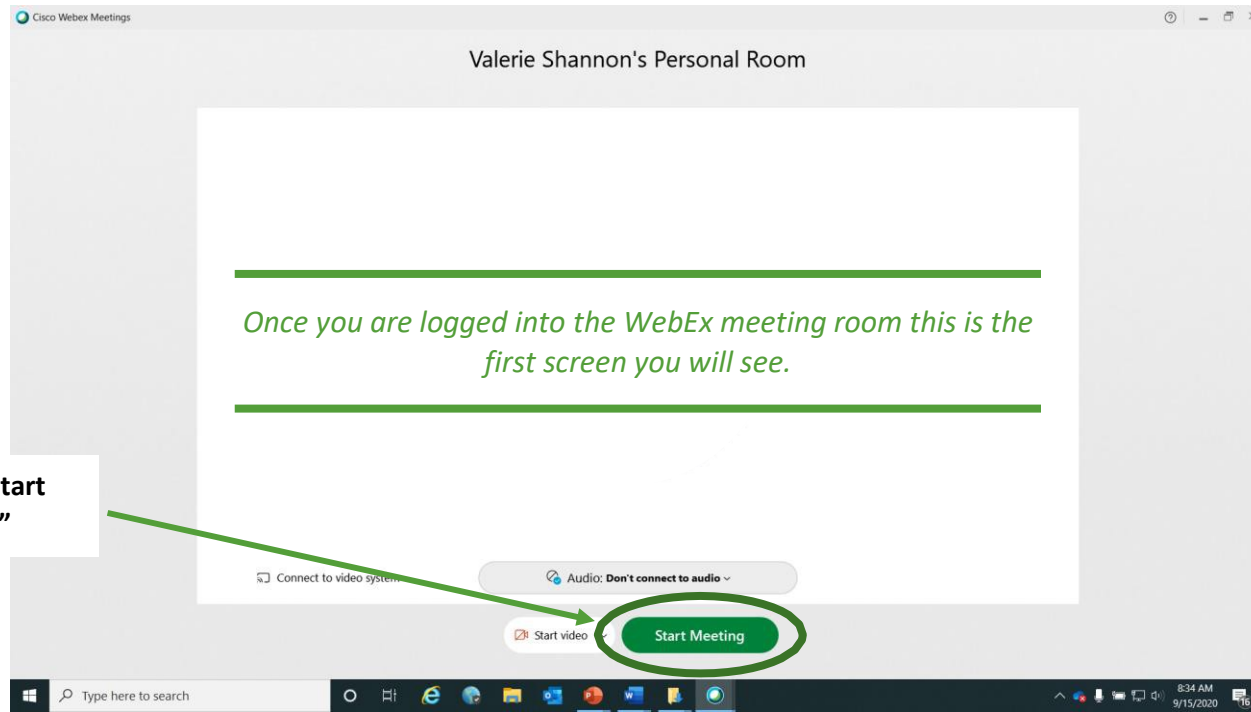 Cisco Webex Meetings
Valerie Shannon's Personal Room
Once you are logged into the WebEx meeting room this is the
first screen you will see.
tart
”
Connect to video system
Audio: Don't connect to audio
Start video
Start Meeting
Type here to search
8:34 AM
9/15/2020
16